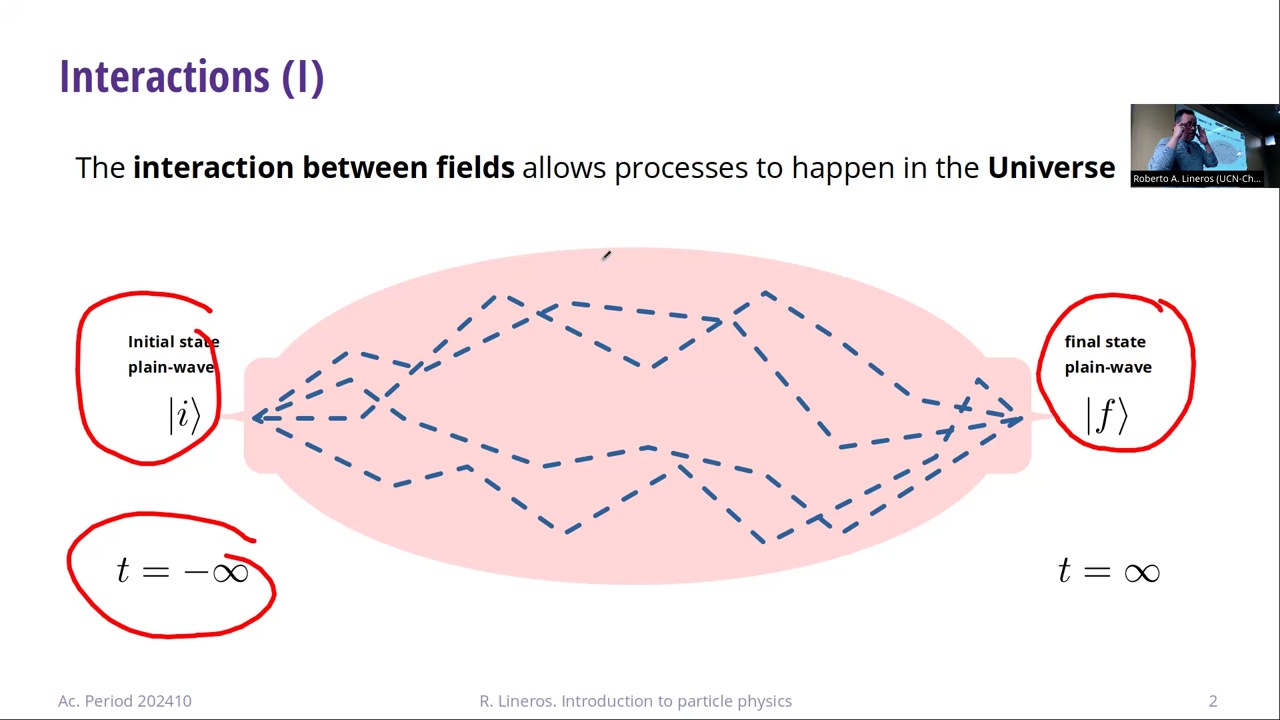 Interactions (I)
The interaction between fields allows processes to happen in the Universe
Roberto A. Lineros (UCN-Ch...
Initial state
plain-wave
|i⟩
final state
plain-wave
|f⟩
t = −∞
t = ∞
Ac. Period 202410
R. Lineros. Introduction to particle physics
2